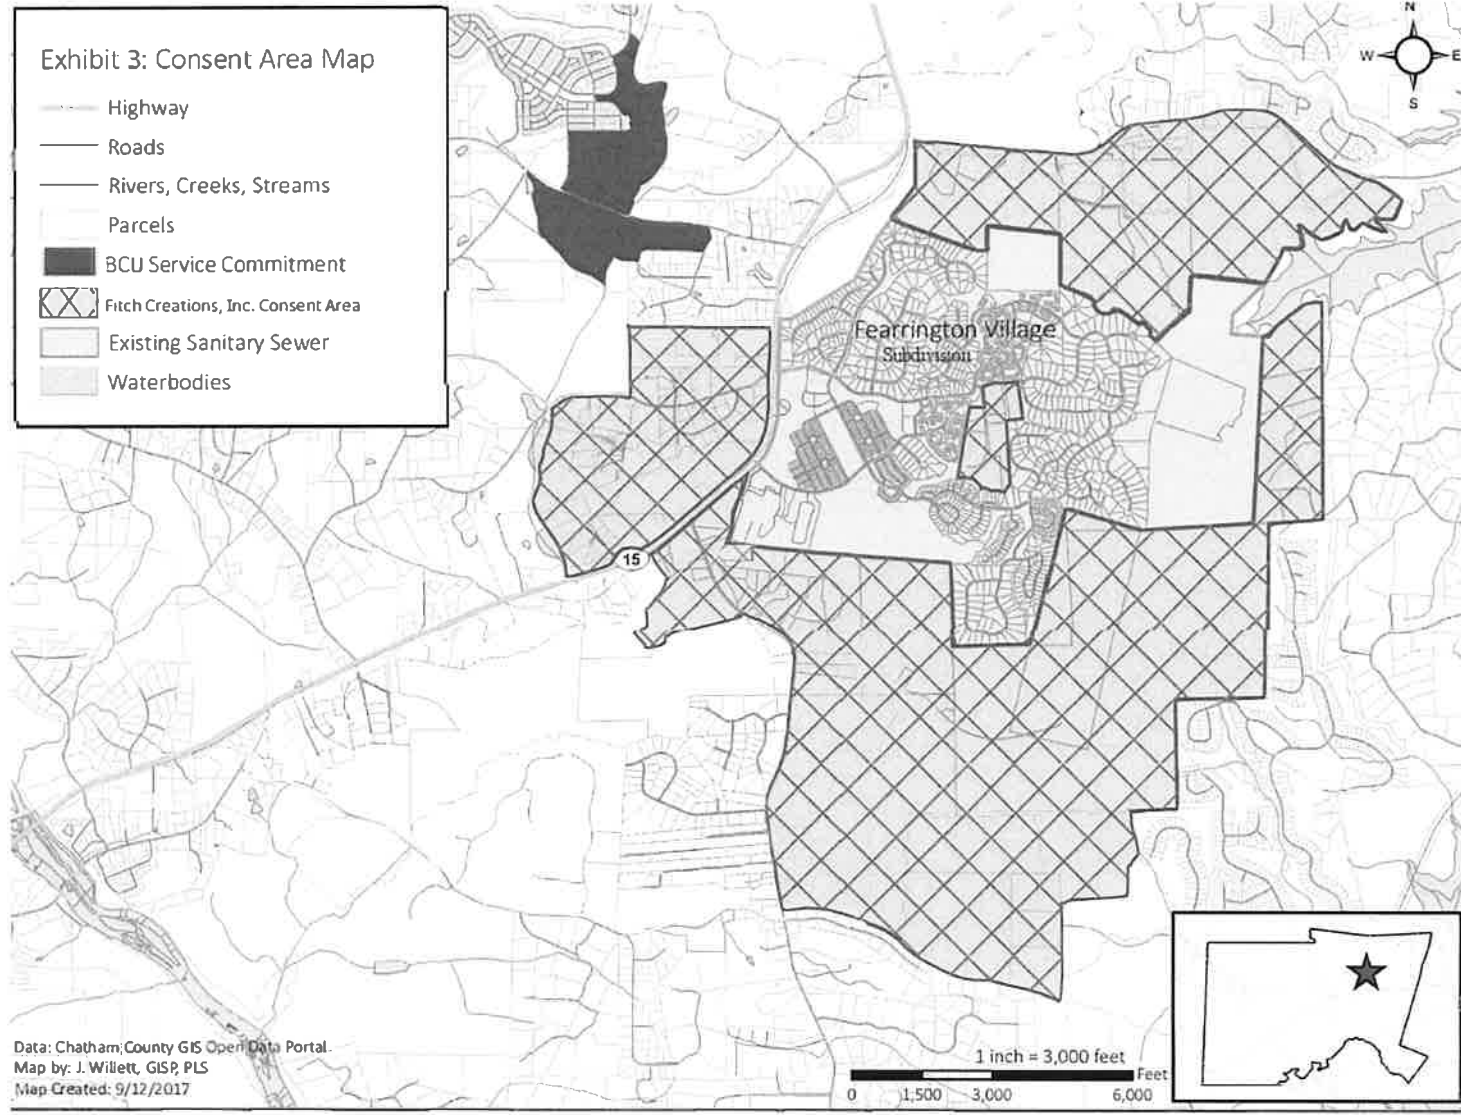 Exhibit 3: Consent Area Map
Highway
Roads
Rivers, Creeks, Streams
Parcels
BCU Service Commitment
Fitch Creations, Inc. Consent Area
Existing Sanitary Sewer
Waterbodies
N
W E
S
Fearrington Village
Subdivision
15
Data: Chatham County GIS Open Data Portal
Map by: J. Willett, GISP, PLS
Map Created: 9/12/2017
1 inch = 3,000 feet
Feet
0 1,500 3,000 6,000